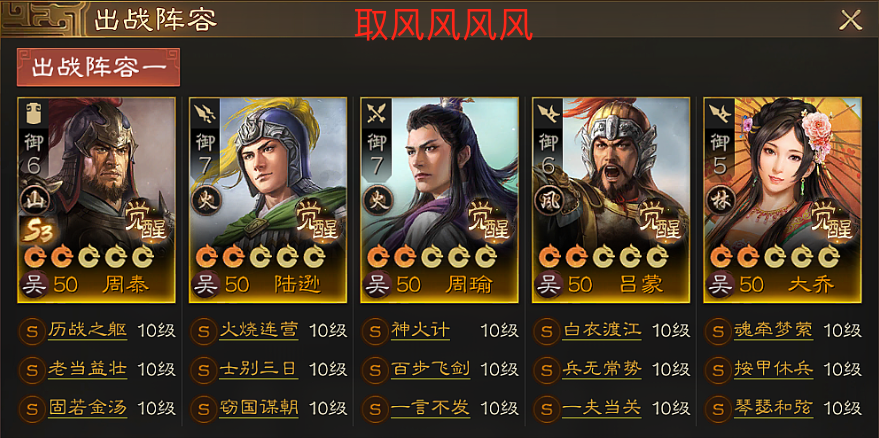 出战阵容
取风风风风
出战阵容一
御 御 御 御 御
6 7 7 6 5
山 火 火 风 林
S3
觉醒 觉醒 觉醒 觉醒 觉醒
吴 50 周泰 吴 50 陆逊 吴 50 周瑜 吴 50 吕蒙 吴 50 大乔
S 历战之躯 10级 S 火烧连营 10级 S 神火计 10级 S 白衣渡江 10级 S 魂牵梦萦 10级
S 老当益壮 10级 S 士别三日 10级 S 百步飞剑 10级 S 兵无常势 10级 S 按甲休兵 10级
S 固若金汤 10级 S 窃国谋朝 10级 S 一言不发 10级 S 一夫当关 10级 S 琴瑟和弦 10级